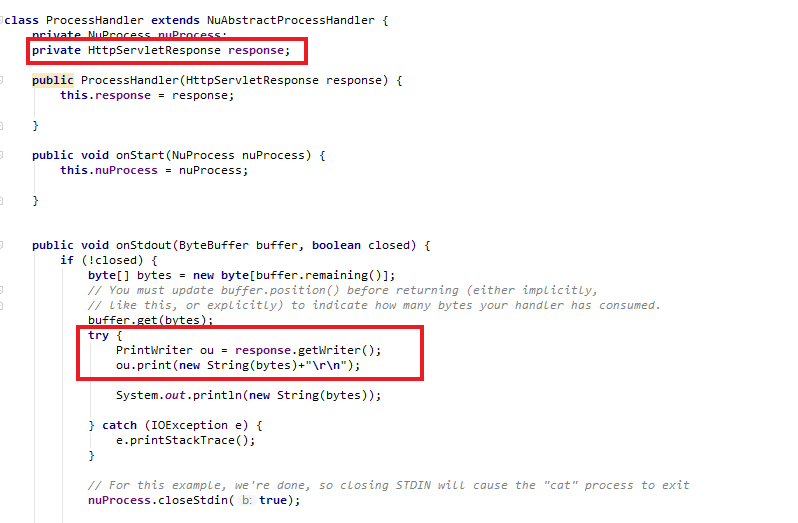 class ProcessHandler extends NuAbstractProcessHandler {
private NuProcess nuProcess;
private HttpServletResponse response;
public ProcessHandler(HttpServletResponse response) {
this.response = response;
}
public void onStart(NuProcess nuProcess) {
this.nuProcess = nuProcess;
}
public void onStdout(ByteBuffer buffer, boolean closed) {
if (!closed) {
byte[] bytes = new byte[buffer.remaining()];
// You must update buffer.position() before returning (either implicitly,
// like this, or explicitly) to indicate how many bytes your handler has consumed.
buffer.get(bytes);
try {
PrintWriter ou = response.getWriter();
ou.print(new String(bytes)+"\r\n");
System.out.println(new String(bytes));
} catch (IOException e) {
e.printStackTrace();
}
// For this example, we're done, so closing STDIN will cause the "cat" process to exit
nuProcess.closeStdin( b: true);